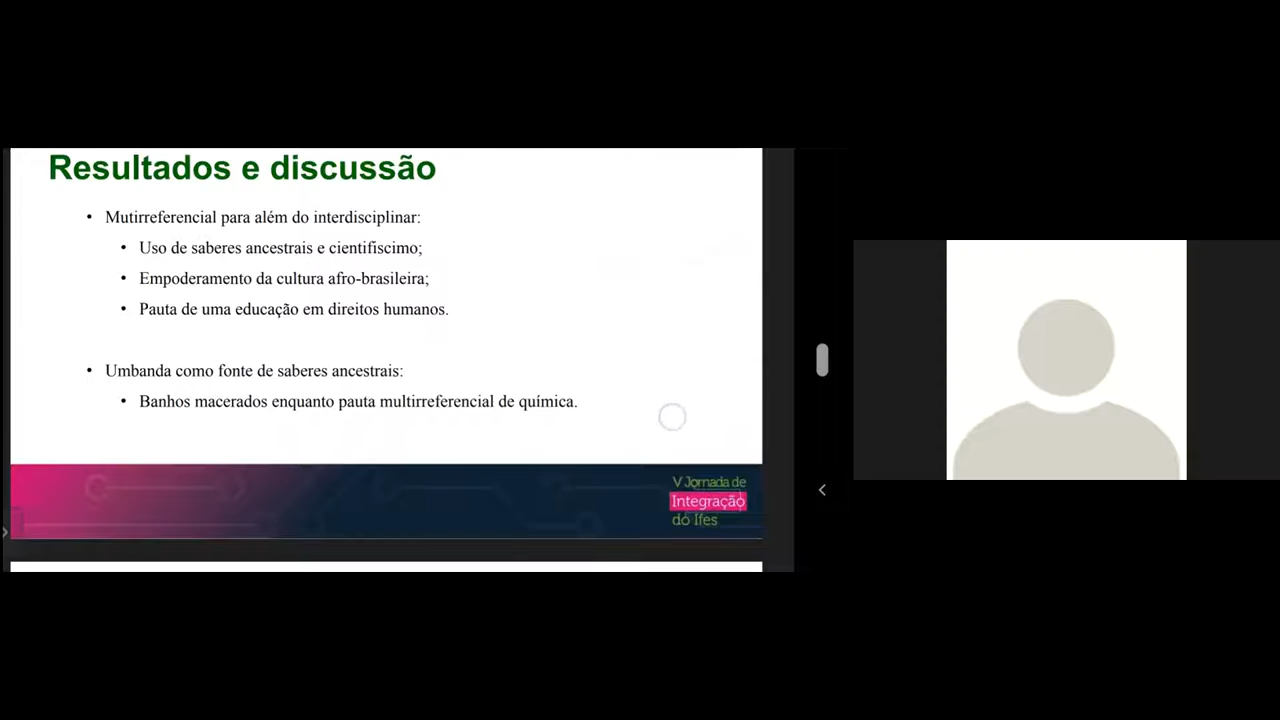 Resultados e discussão
• Mutirreferencial para além do interdisciplinar:
• Uso de saberes ancestrais e cientifíscimo;
• Empoderamento da cultura afro-brasileira;
• Pauta de uma educação em direitos humanos.
• Umbanda como fonte de saberes ancestrais:
• Banhos macerados enquanto pauta multirreferencial de química.
V Jornada de
Integração
do Ifes